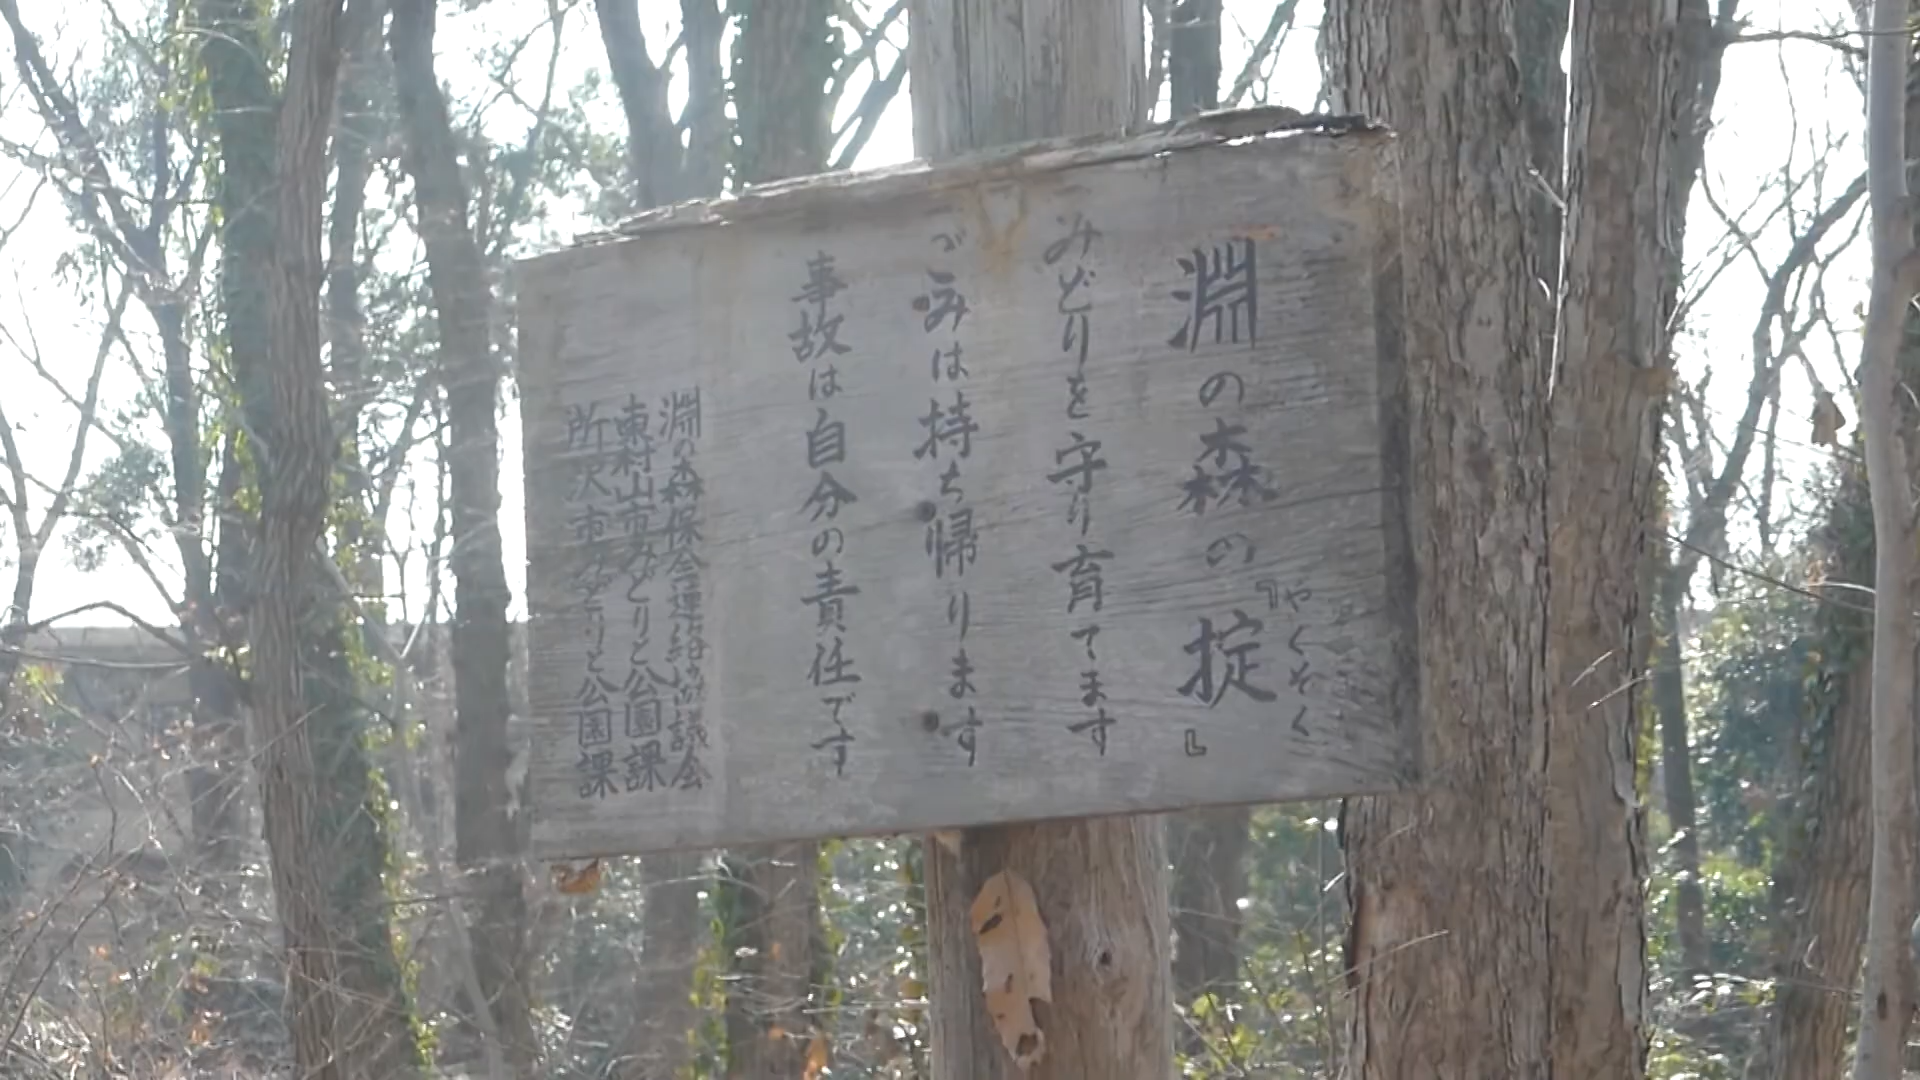 淵の森の『掟』
やくそく
みどりを守り育てます
ごみは持ち帰ります
事故は自分の責任です
淵の森保全連絡協議会
東村山市みどりと公園課
所沢市みどりと公園課